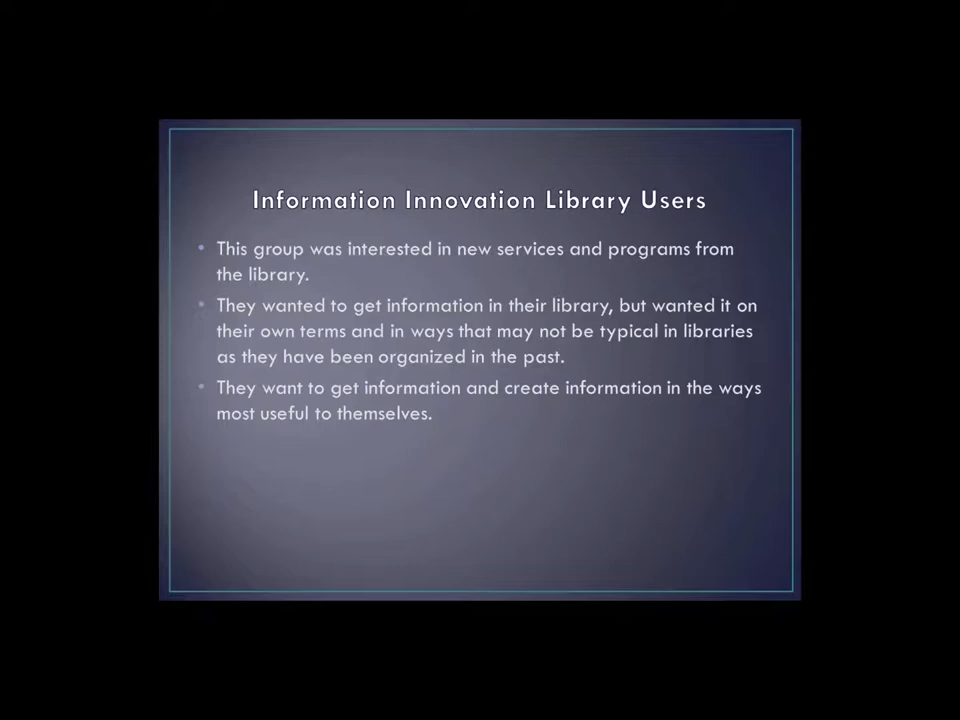 Information Innovation Library Users
• This group was interested in new services and programs from
the library.
• They wanted to get information in their library, but wanted it on
their own terms and in ways that may not be typical in libraries
as they have been organized in the past.
• They want to get information and create information in the ways
most useful to themselves.